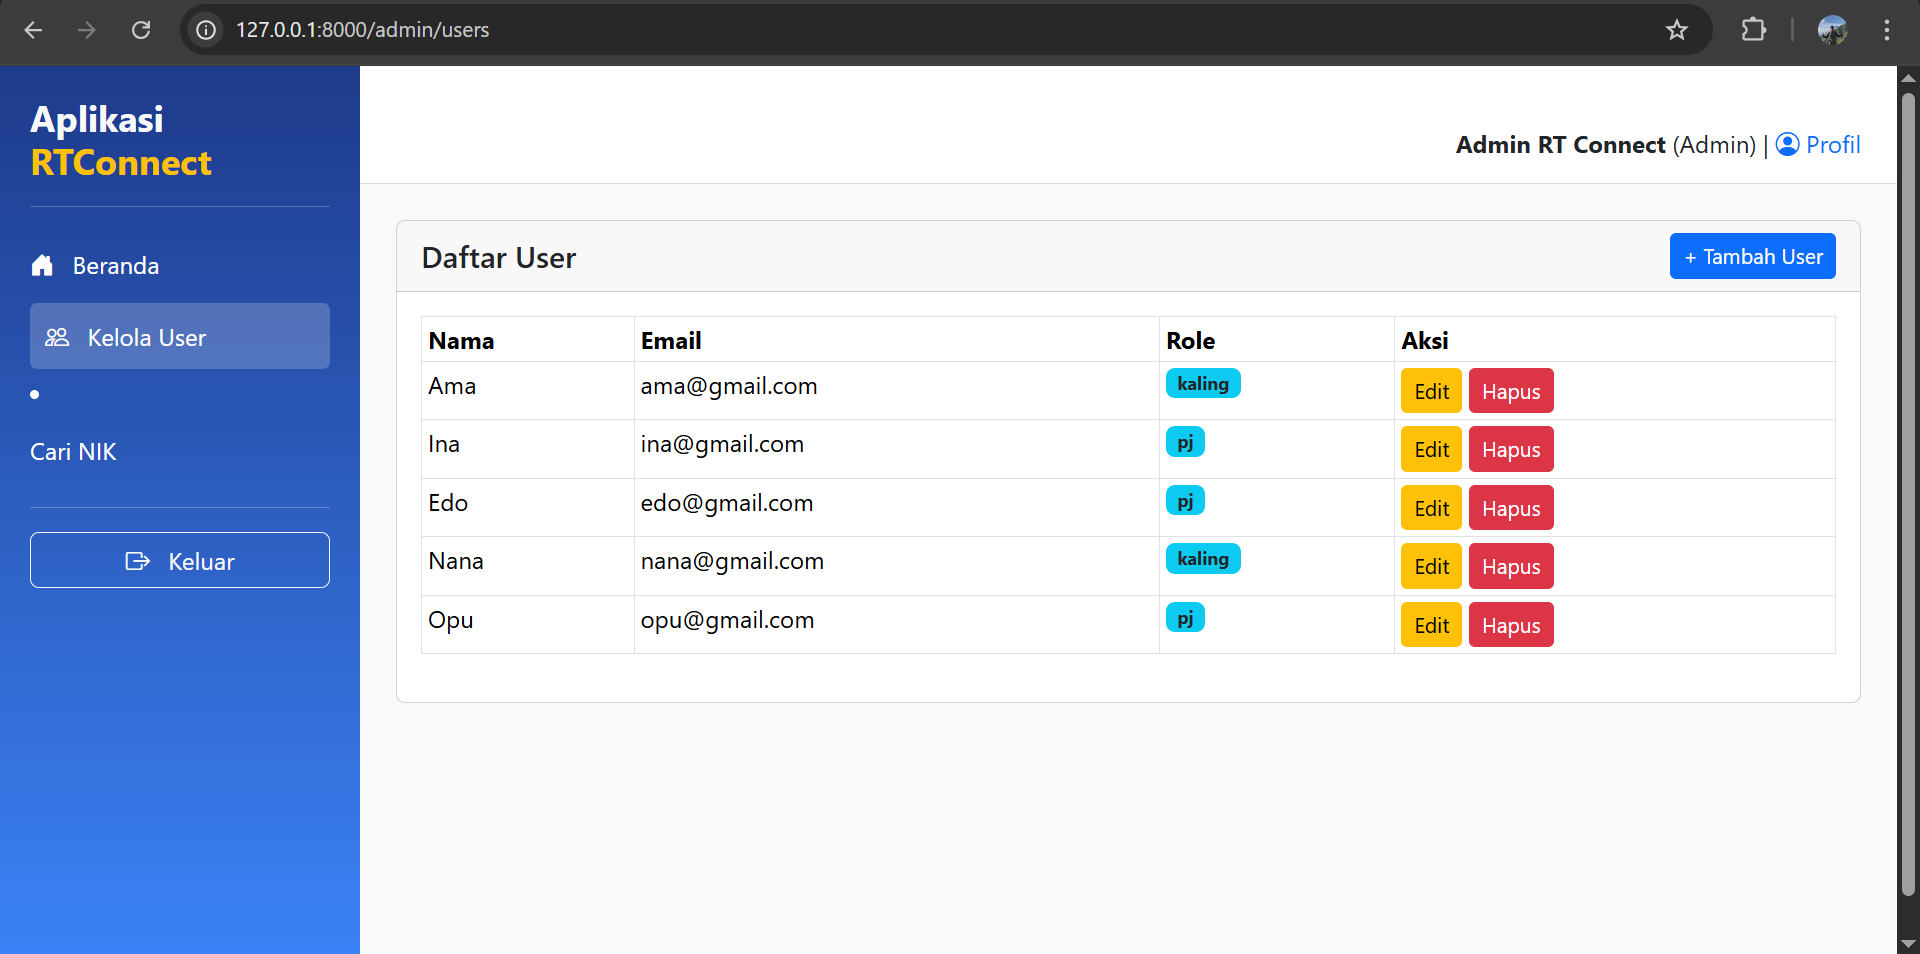 127.0.0.1:8000/admin/users
Aplikasi
RTConnect
Beranda
Kelola User
Cari NIK
Keluar
Admin RT Connect (Admin) | Profil
Daftar User
+ Tambah User
Nama Email Role Aksi
Ama ama@gmail.com kaling Edit Hapus
Ina ina@gmail.com pj Edit Hapus
Edo edo@gmail.com pj Edit Hapus
Nana nana@gmail.com kaling Edit Hapus
Opu opu@gmail.com pj Edit Hapus